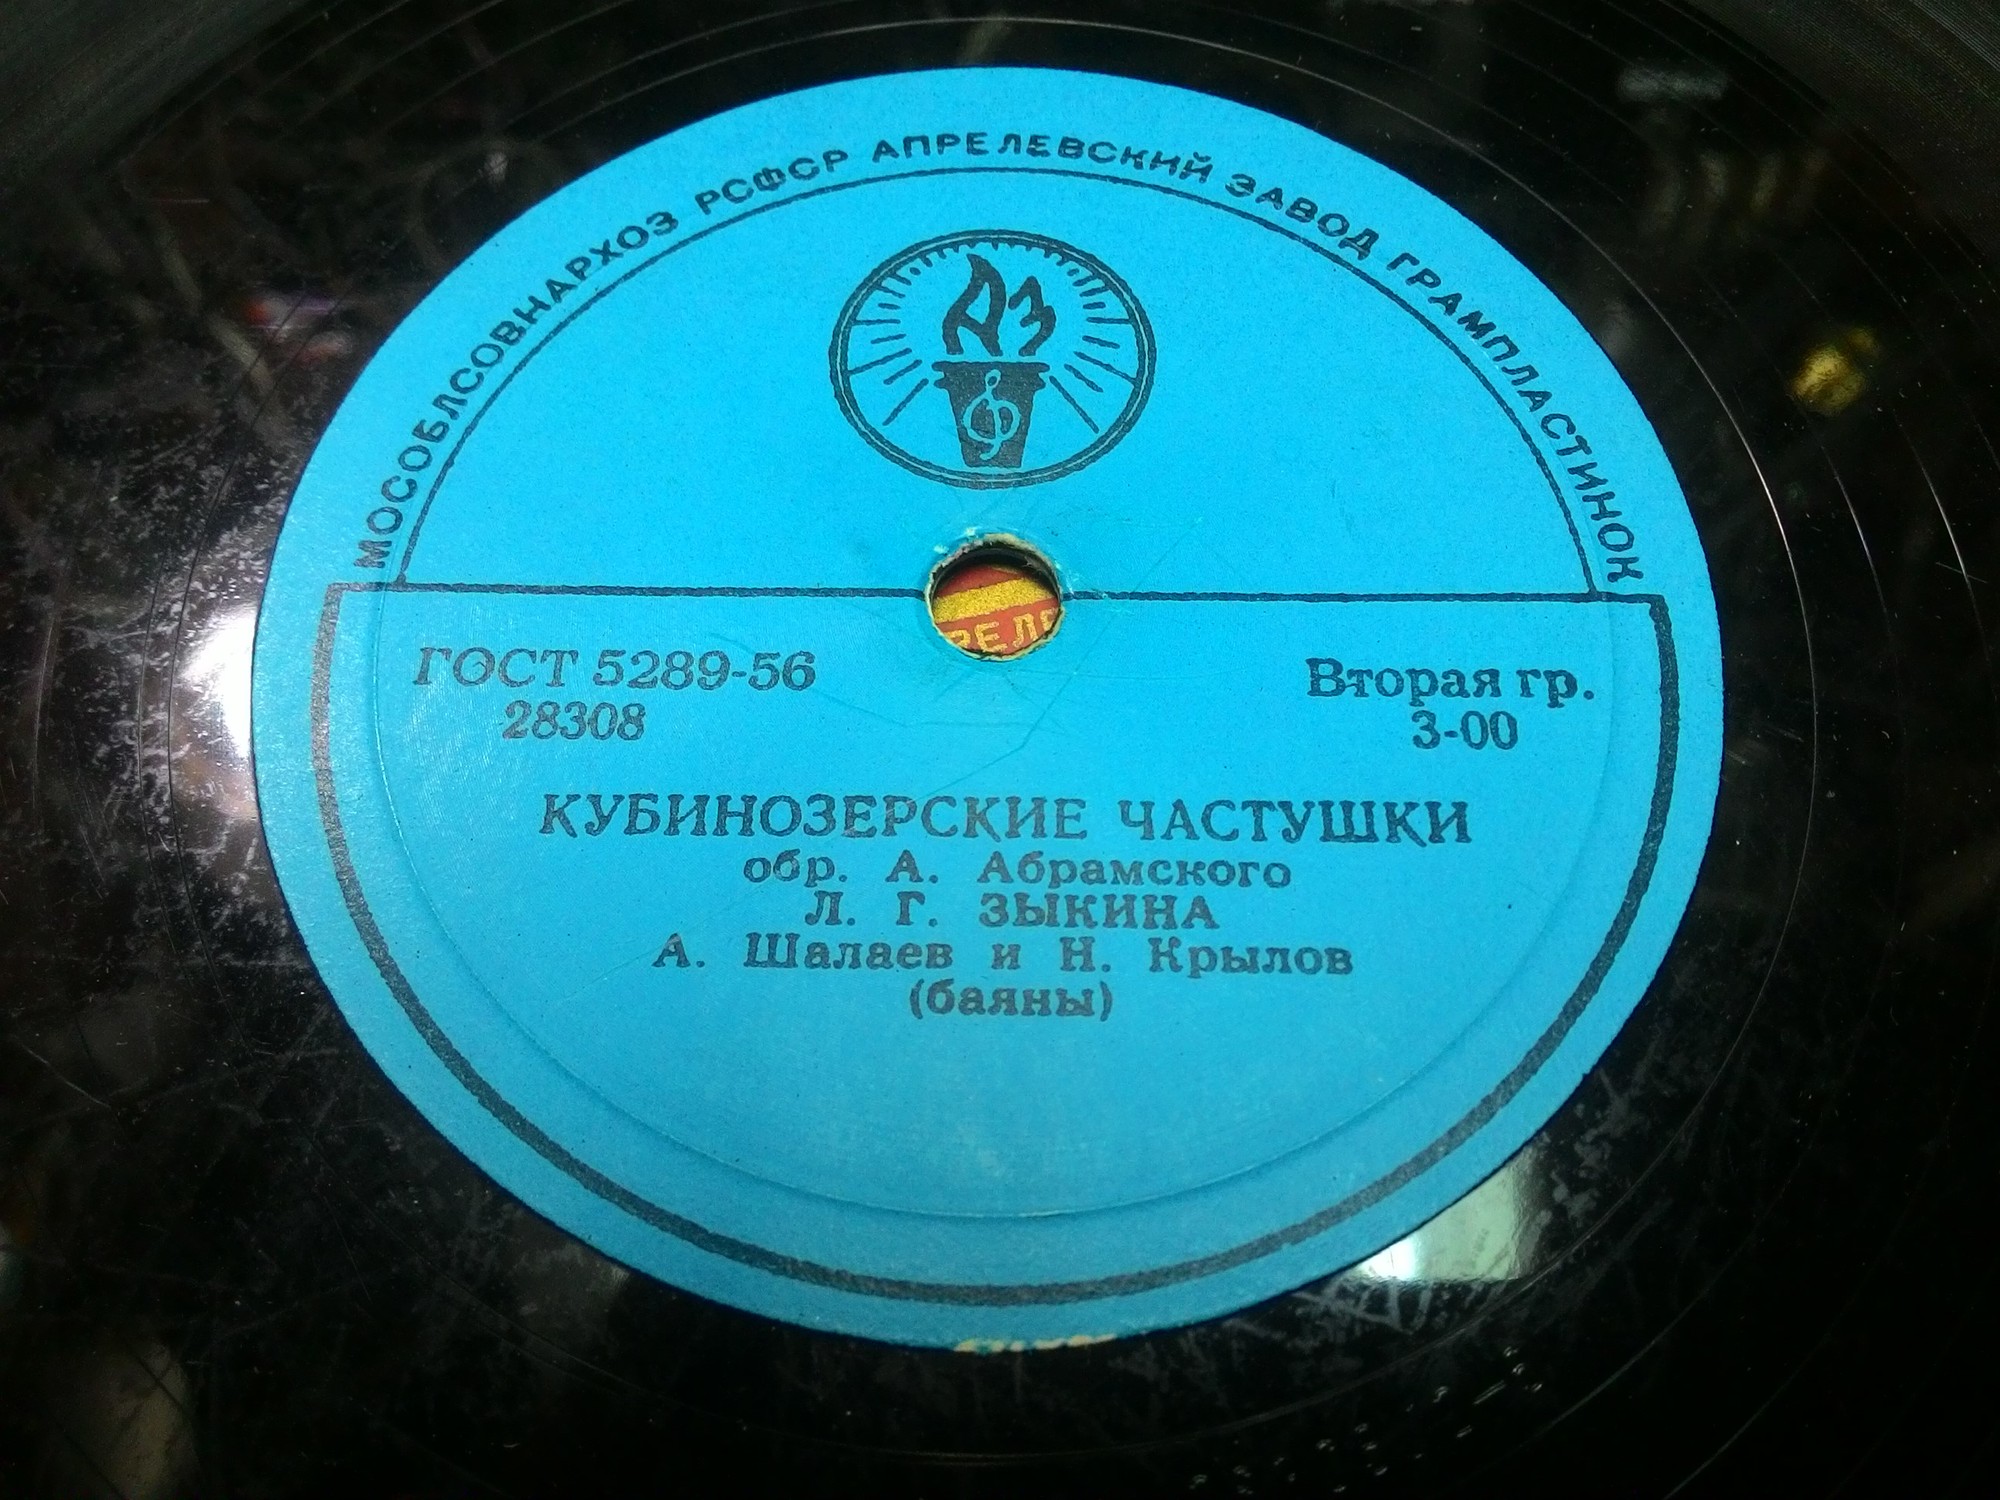 МОСОБЛСОВНАРХОЗ РСФСР АПРЕЛЕВСКИЙ ЗАВОД ГРАМПЛАСТИНОК
АЗ
РЕЛЕ
ГОСТ 5289-56
28308
Вторая гр.
3-00
КУБИНОЗЕРСКИЕ ЧАСТУШКИ
обр. А. Абрамского
Л. Г. ЗЫКИНА
А. Шалаев и Н. Крылов
(баяны)